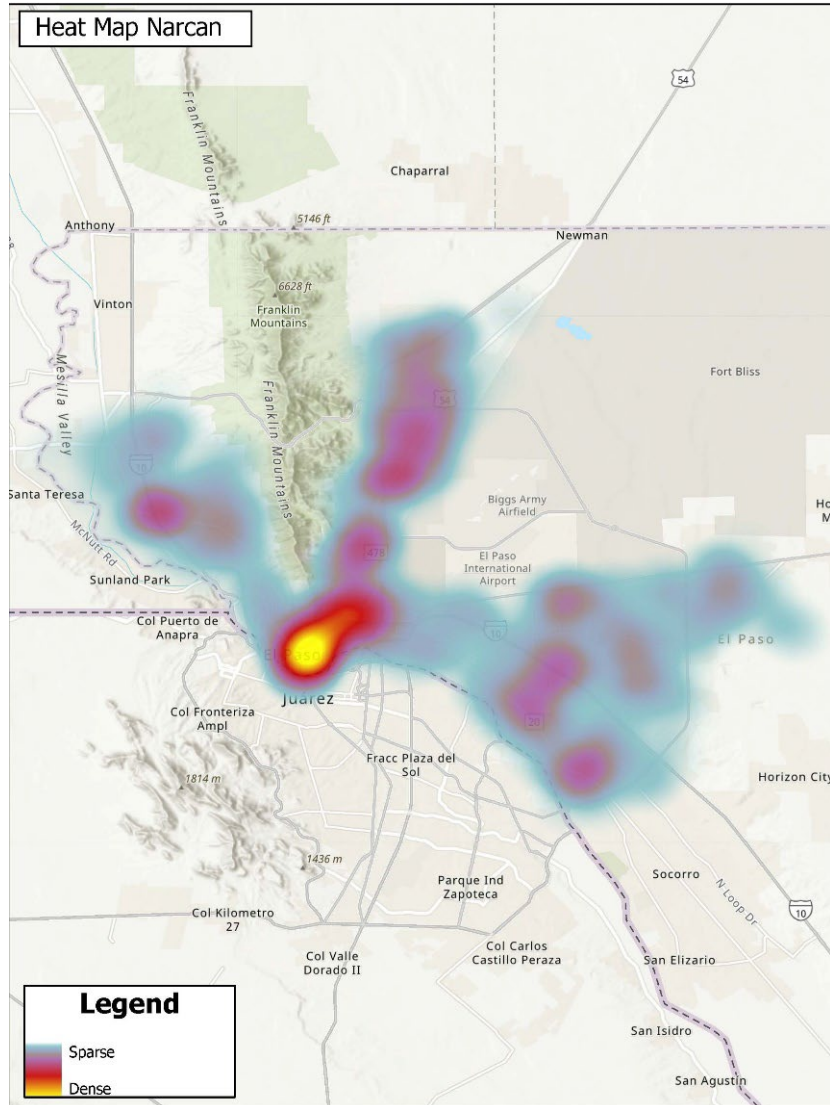 Heat Map Narcan
54
Franklin Mountains
Chaparral
Anthony
5146 ft
Newman
6628 ft
Vinton
Franklin
Mountains
Mesilla Valley
Fort Bliss
Franklin Mountains
54
10
Santa Teresa
Biggs Army
Airfield
McNutt Rd
478
El Paso
International
Airport
Sunland Park
Col Puerto de
Anapra
10
El Paso
El Paso
Juárez
Col Fronteriza
Ampl
20
Fracc Plaza del
Sol
1814 m
Horizon City
1436 m
Parque Ind
Zapoteca
Socorro
N Loop Dr
10
Col Kilometro
27
Col Valle
Dorado II
Col Carlos
Castillo Peraza
San Elizario
San Isidro
San Agustín
Legend
Sparse
Dense